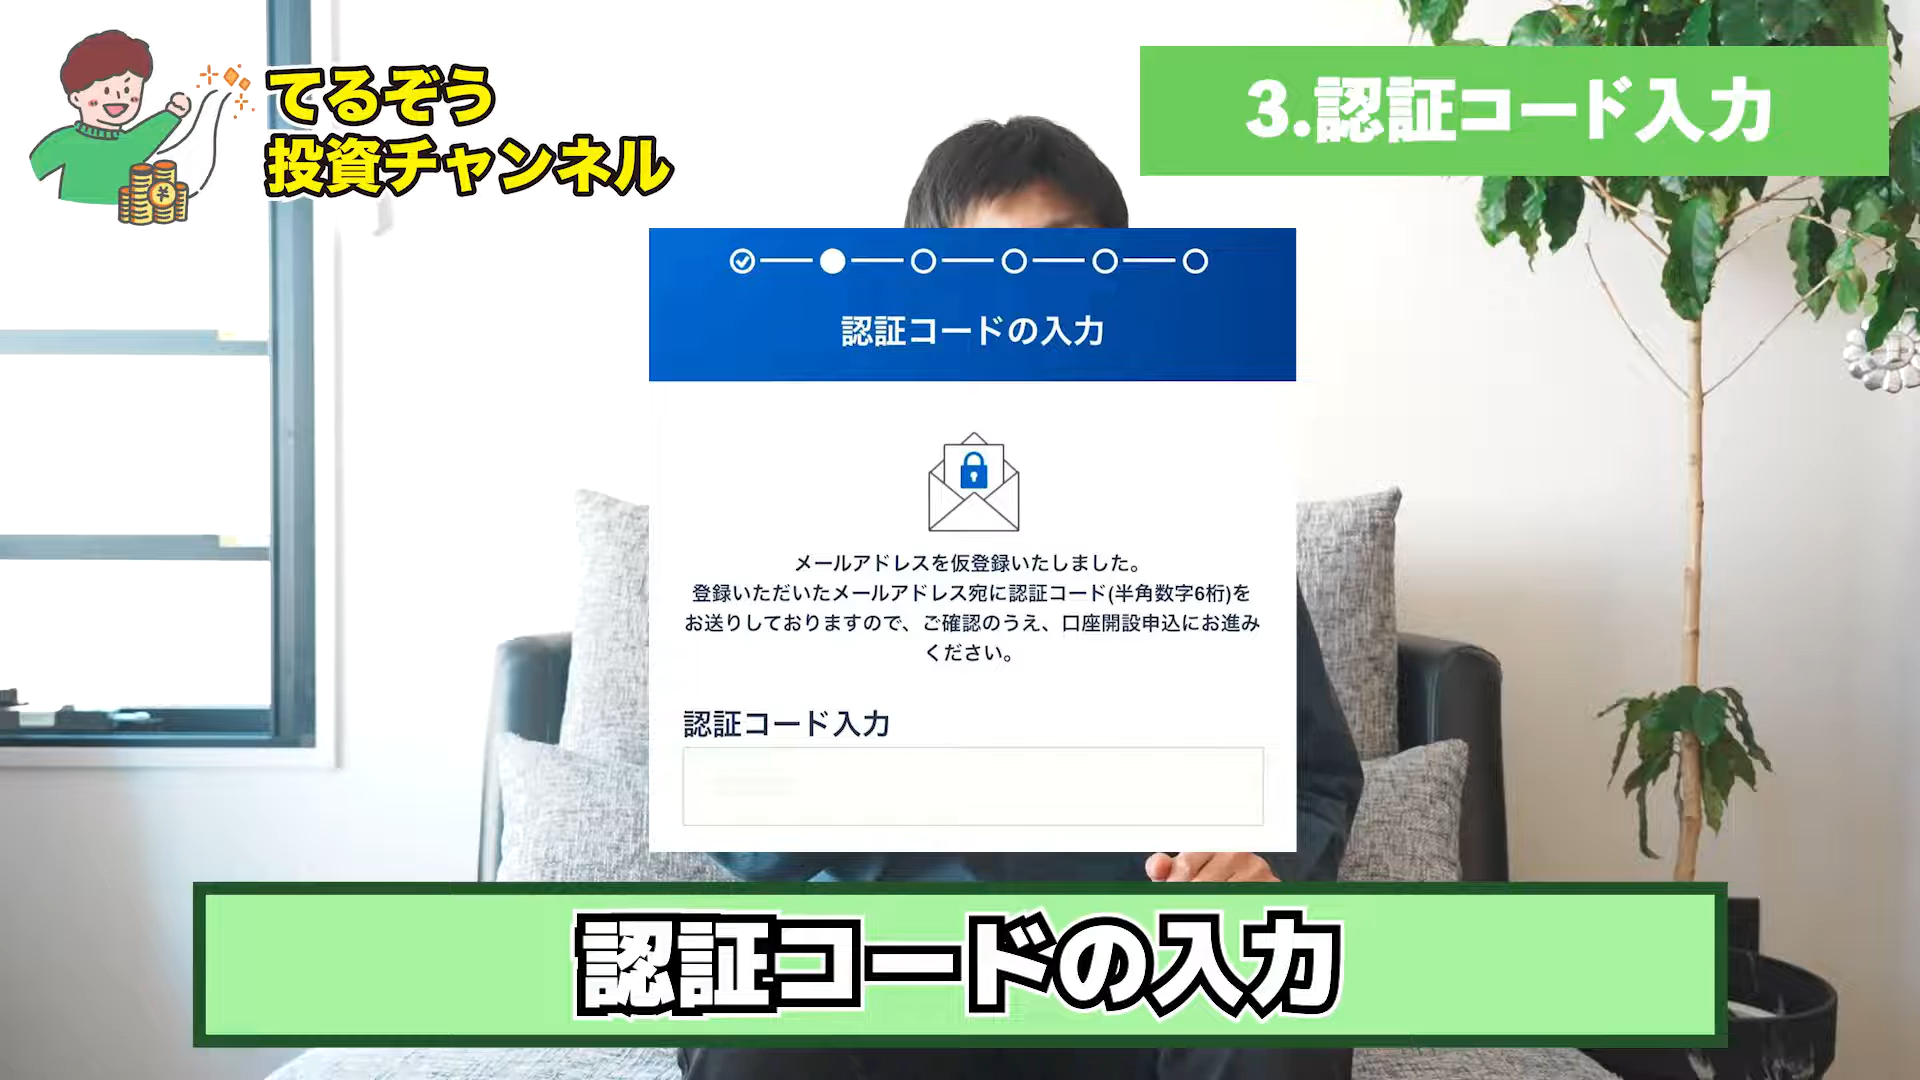 てるぞう
投資チャンネル
3.認証コード入力
認証コードの入力
メールアドレスを仮登録いたしました。
登録いただいたメールアドレス宛に認証コード(半角数字6桁)を
お送りしておりますので、ご確認のうえ、口座開設申込にお進み
ください。
認証コード入力
認証コードの入力